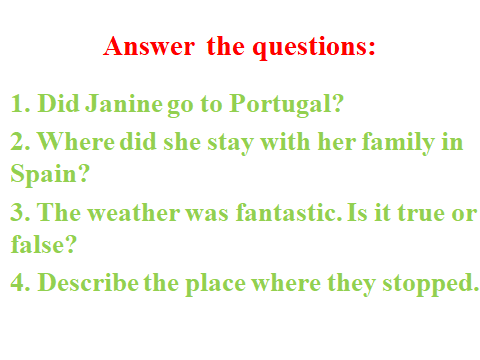 Answer the questions:
1. Did Janine go to Portugal?
2. Where did she stay with her family in
Spain?
3. The weather was fantastic. Is it true or
false?
4. Describe the place where they stopped.